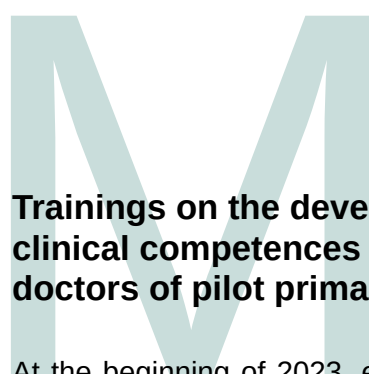 M
Trainings on the deve
clinical competences
doctors of pilot prima
At the beginning of 2023, e